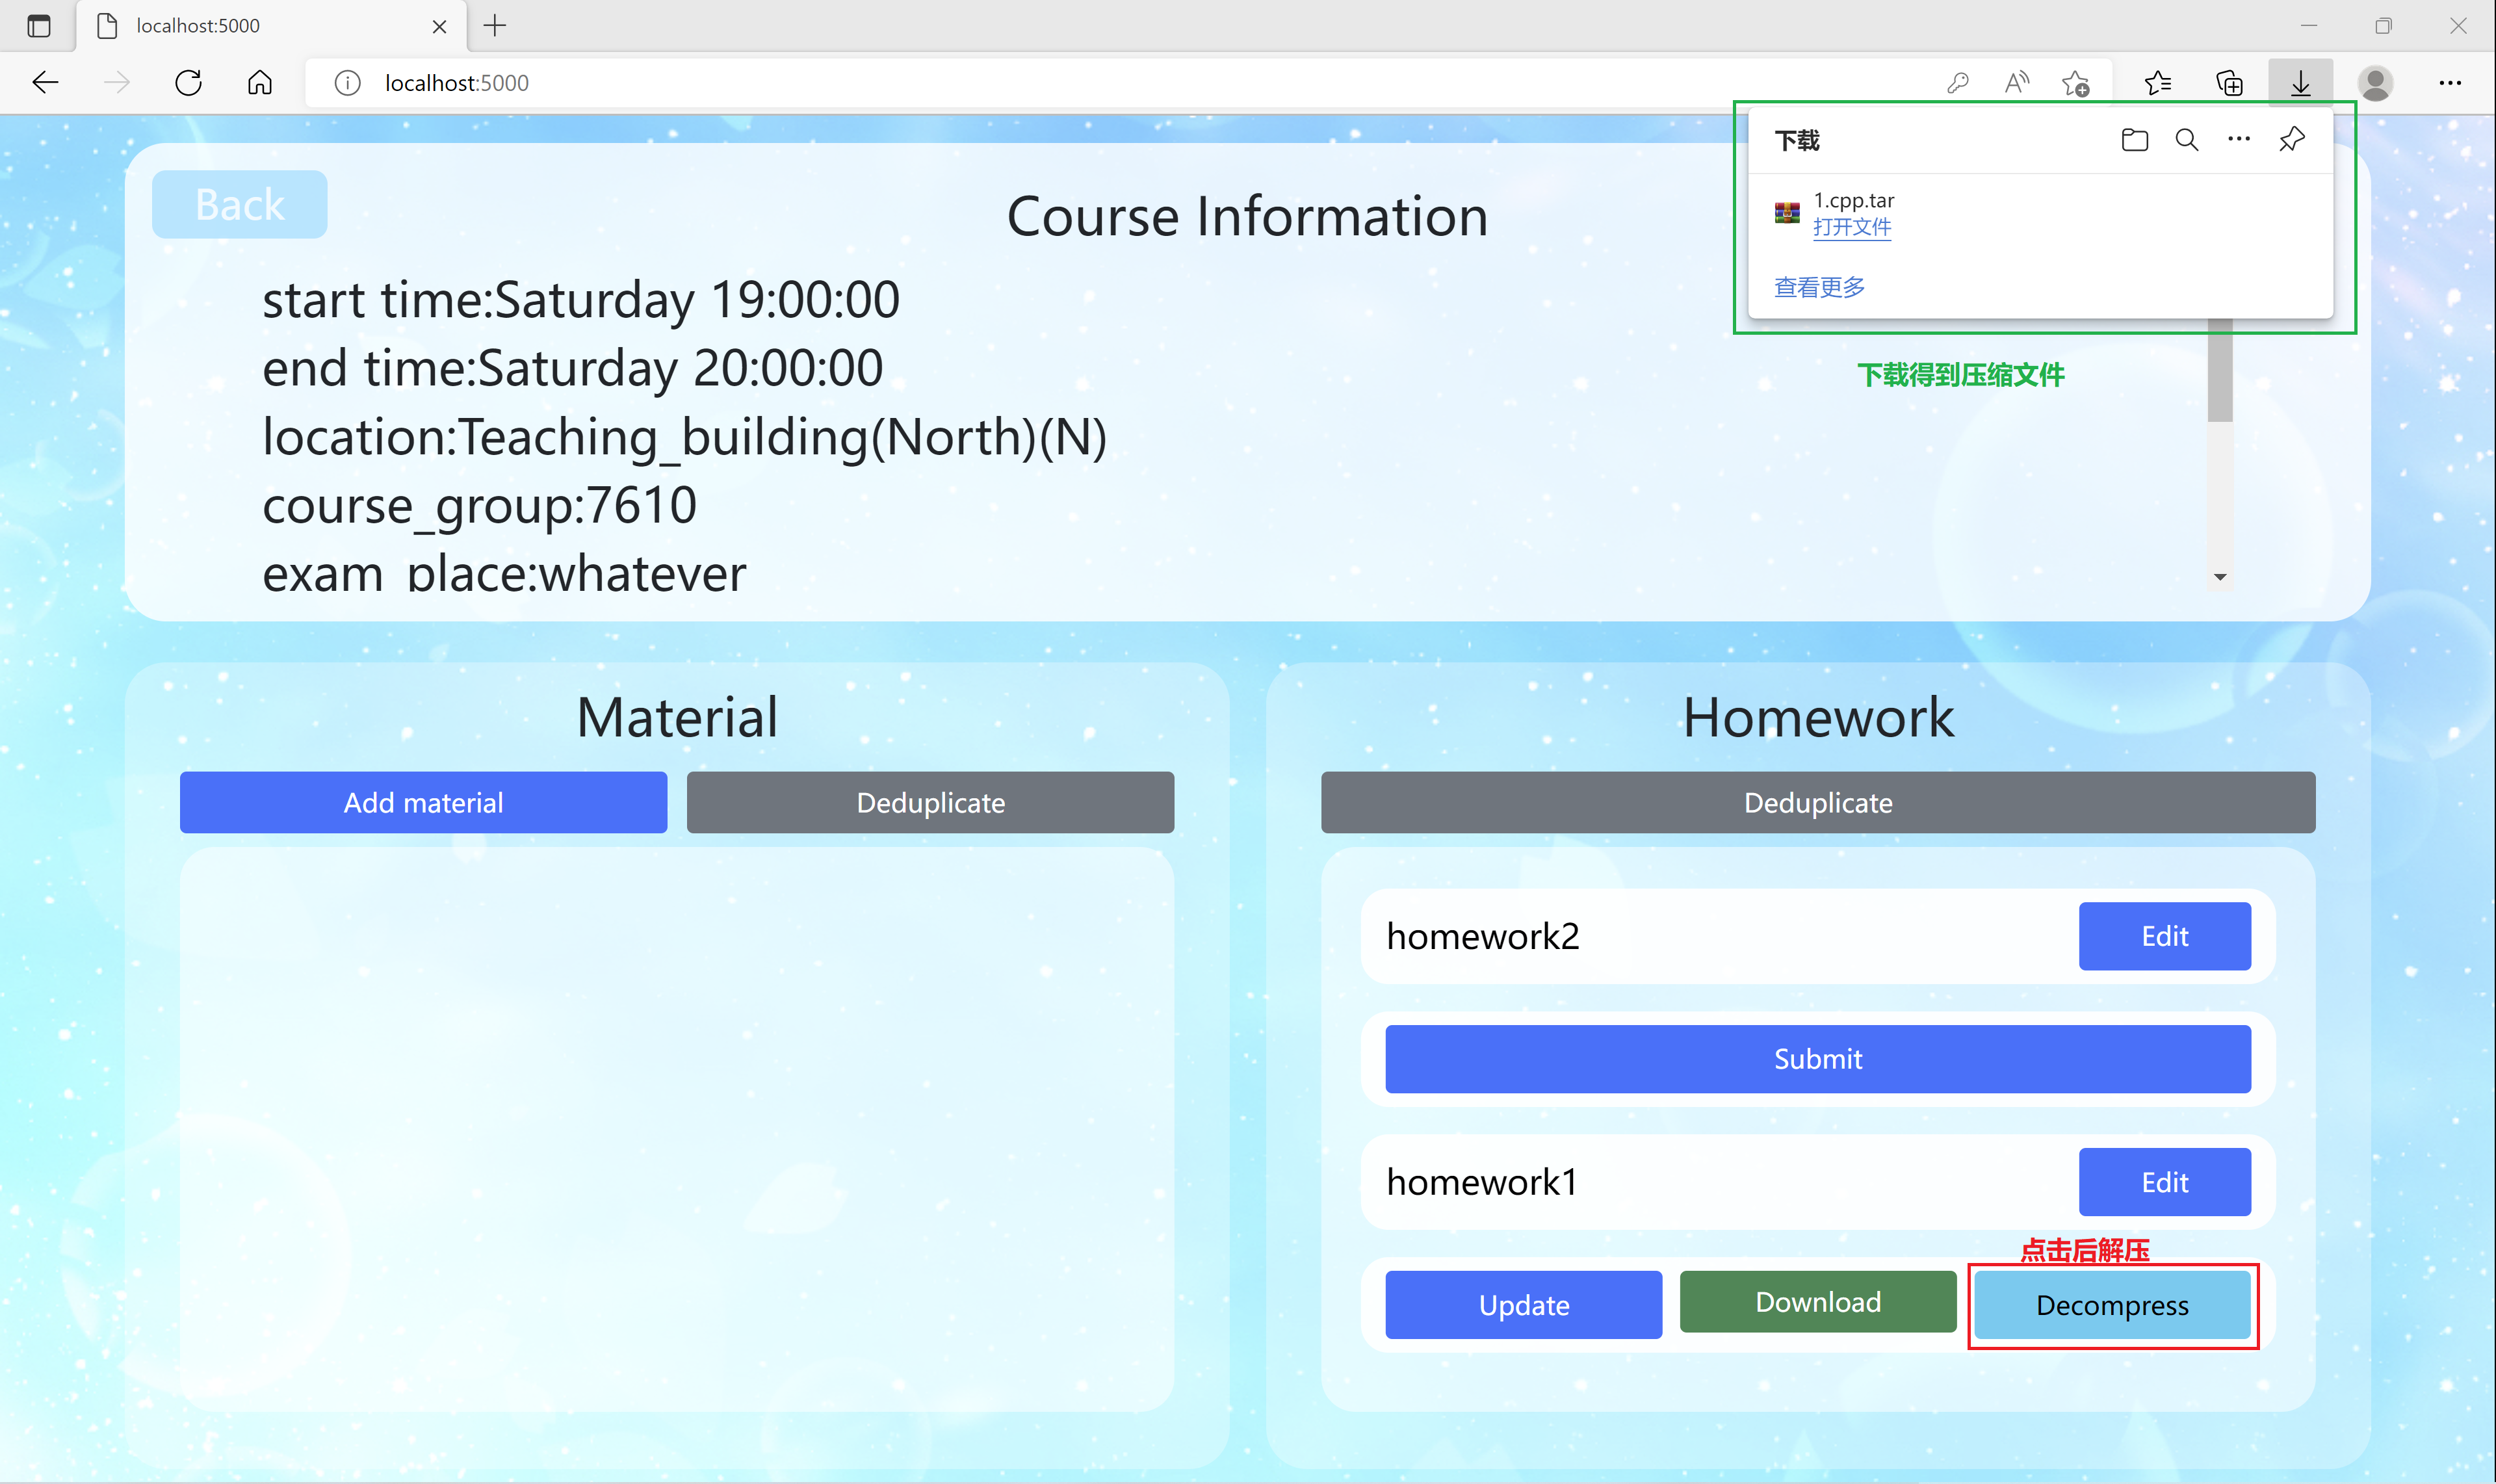 localhost:5000
localhost:5000
下载
1.cpp.tar
打开文件
查看更多
下载得到压缩文件
Back
Course Information
start time:Saturday 19:00:00
end time:Saturday 20:00:00
location:Teaching_building(North)(N)
course_group:7610
exam_place:whatever
Material
Add material
Deduplicate
Homework
Deduplicate
homework2
Edit
Submit
homework1
Edit
点击后解压
Update
Download
Decompress